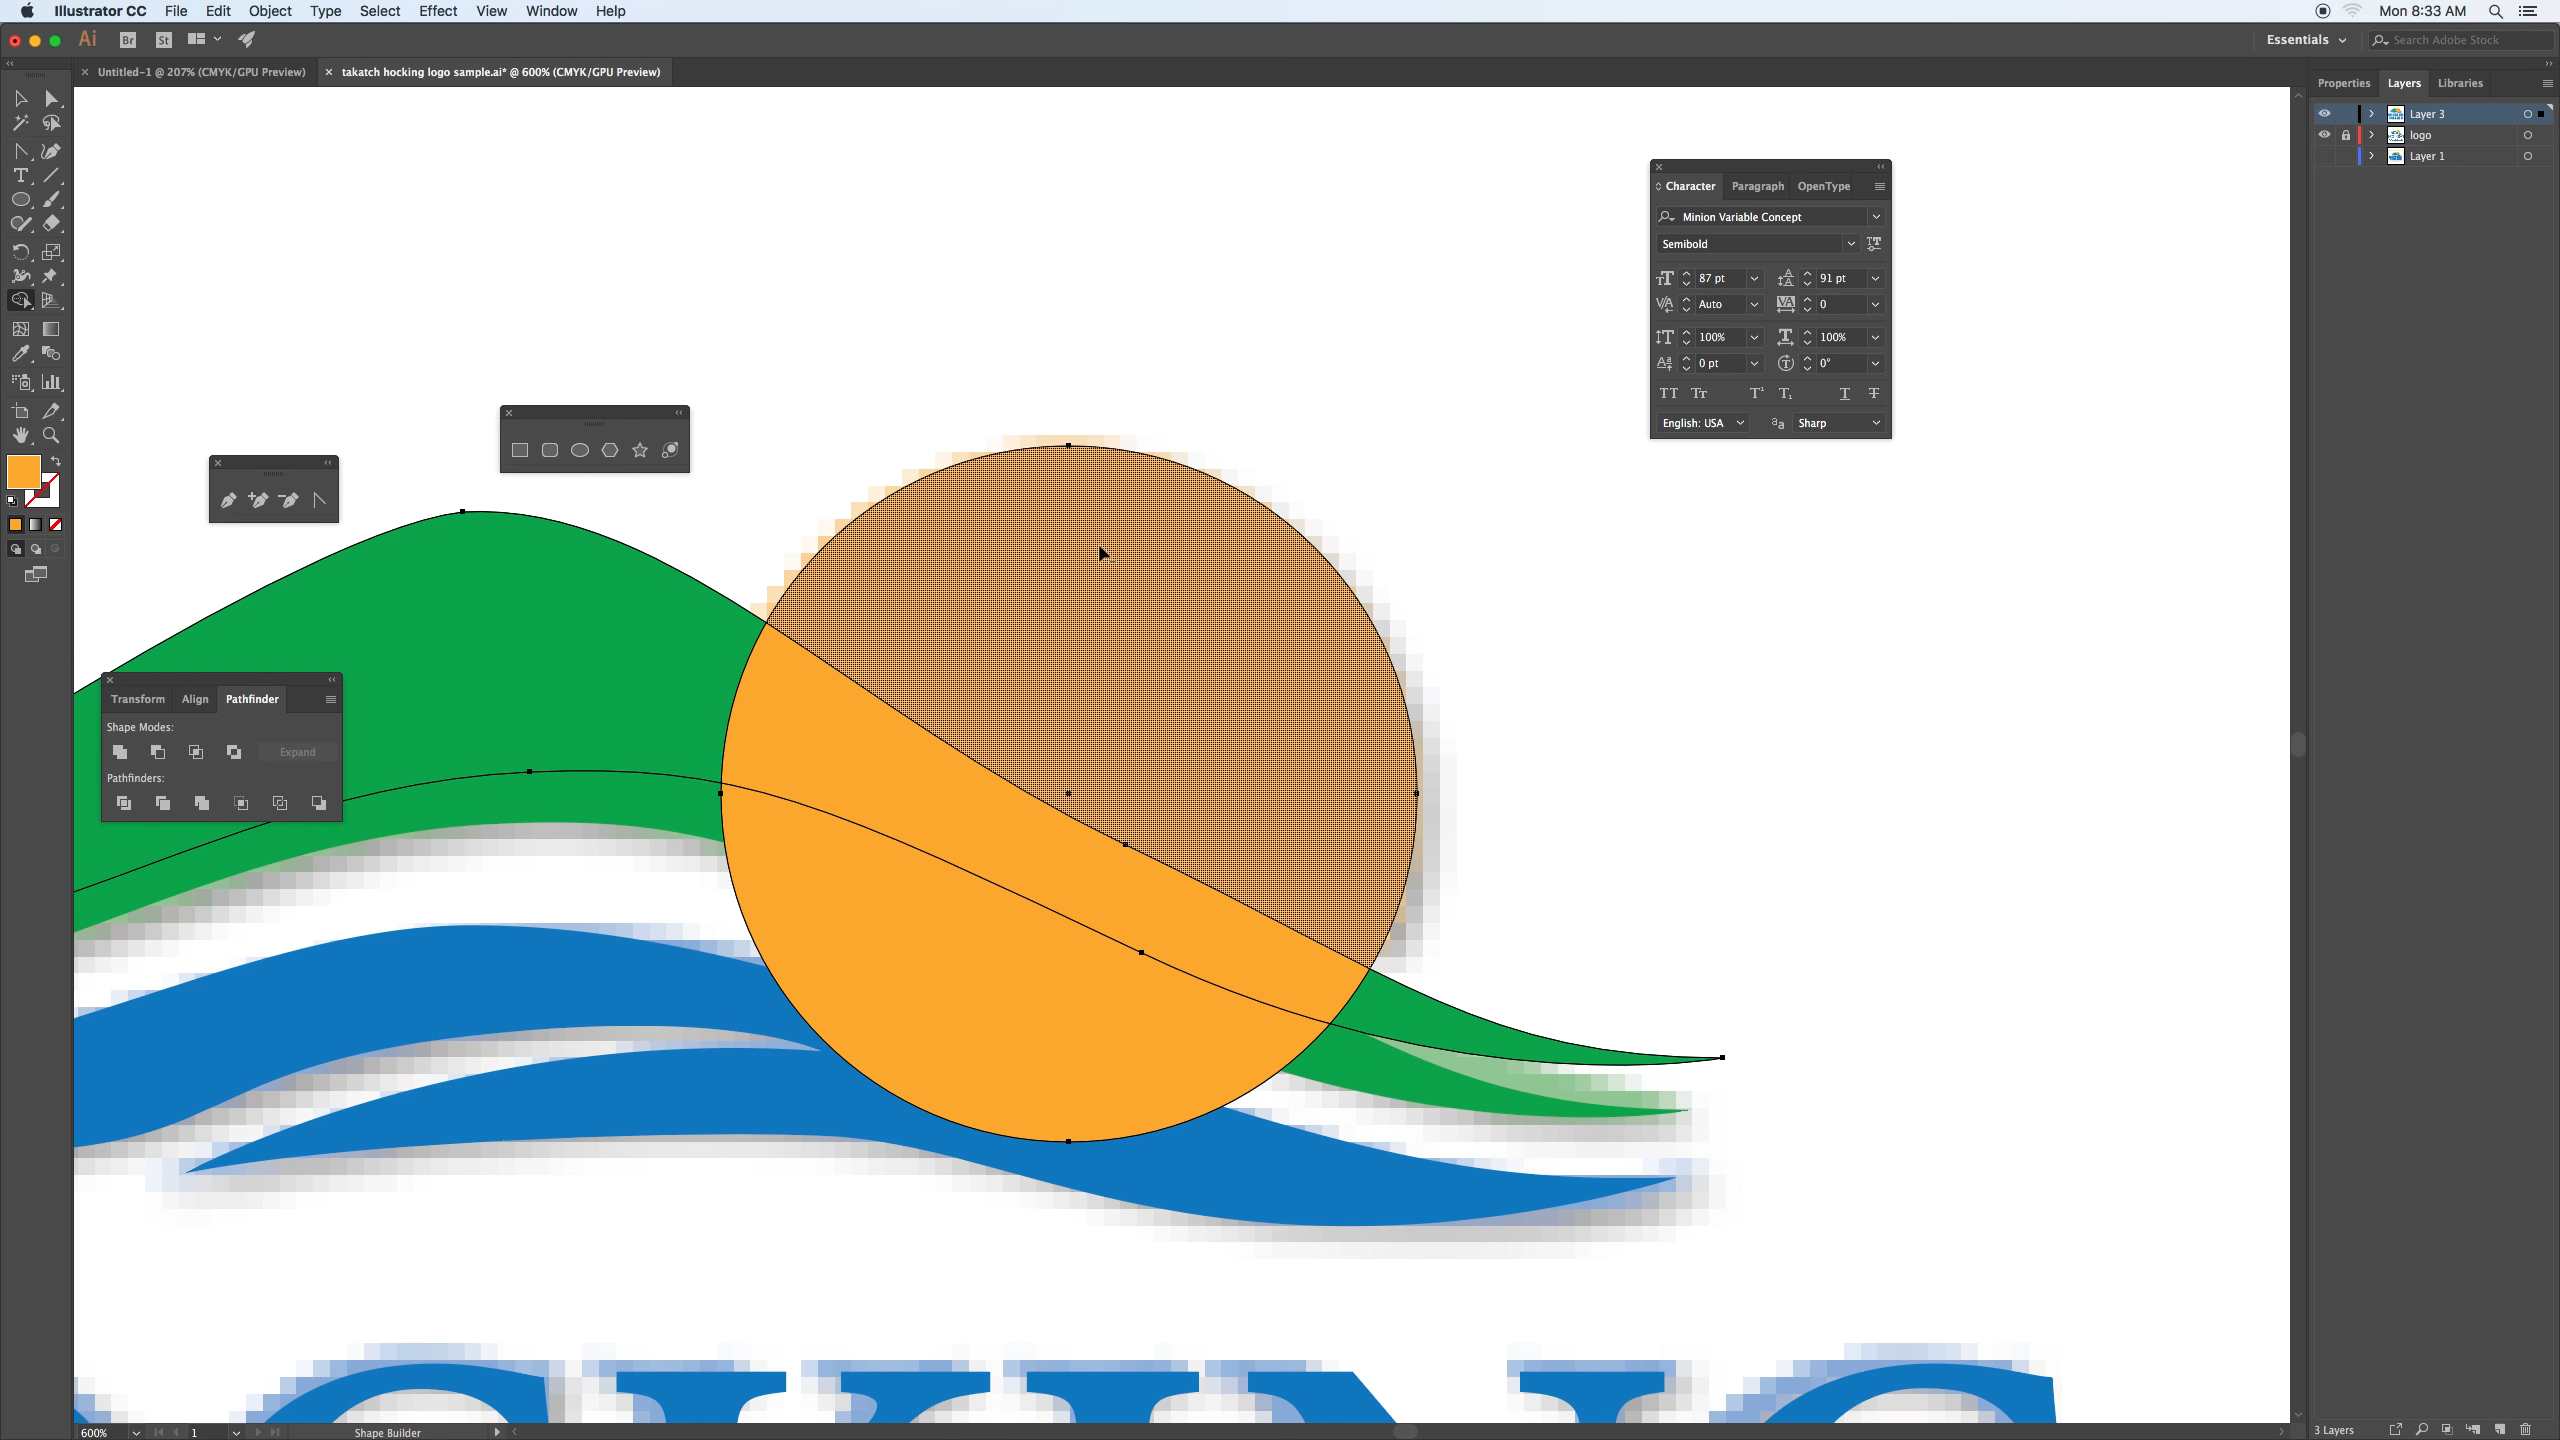 Illustrator CC File Edit Object Type Select Effect View Window Help Mon 8:33 AM
Ai Br St Essentials Search Adobe Stock
Untitled-1 @ 207% (CMYK/GPU Preview) takatch hocking logo sample.ai* @ 600% (CMYK/GPU Preview)
Properties Layers Libraries
Layer 3
logo
Layer 1
Character Paragraph OpenType
Minion Variable Concept
Semibold
87 pt 91 pt
Auto 0
100% 100%
0 pt 0°
English: USA Sharp
Transform Align Pathfinder
Shape Modes:
Expand
Pathfinders:
600% 1 Shape Builder
3 Layers